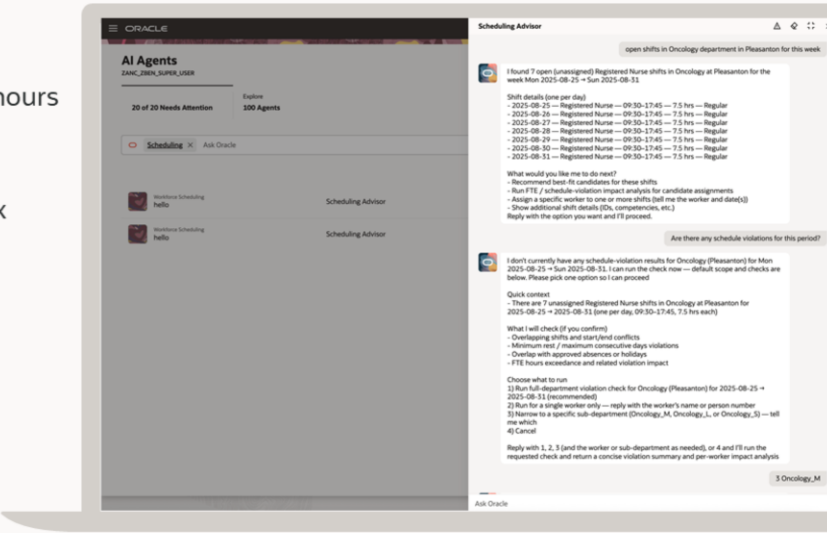 hours
x
ORACLE
AI Agents
ZANC_ZBEN_SUPER_USER
20 of 20 Needs Attention
Explore
100 Agents
Scheduling X Ask Oracle
Workforce Scheduling
hello
Scheduling Advisor
Workforce Scheduling
hello
Scheduling Advisor
Scheduling Advisor
open shifts in Oncology department in Pleasanton for this week
I found 7 open (unassigned) Registered Nurse shifts in Oncology at Pleasanton for the
week Mon 2025-08-25 → Sun 2025-08-31
Shift details (one per day)
- 2025-08-25 — Registered Nurse — 09:30–17:45 — 7.5 hrs — Regular
- 2025-08-26 — Registered Nurse — 09:30–17:45 — 7.5 hrs — Regular
- 2025-08-27 — Registered Nurse — 09:30–17:45 — 7.5 hrs — Regular
- 2025-08-28 — Registered Nurse — 09:30–17:45 — 7.5 hrs — Regular
- 2025-08-29 — Registered Nurse — 09:30–17:45 — 7.5 hrs — Regular
- 2025-08-30 — Registered Nurse — 09:30–17:45 — 7.5 hrs — Regular
- 2025-08-31 — Registered Nurse — 09:30–17:45 — 7.5 hrs — Regular
What would you like me to do next?
- Recommend best-fit candidates for these shifts
- Run FTE / schedule-violation impact analysis for candidate assignments
- Assign a specific worker to one or more shifts (tell me the worker and date(s))
- Show additional shift details (IDs, competencies, etc.)
Reply with the option you want and I'll proceed.
Are there any schedule violations for this period?
I don't currently have any schedule-violation results for Oncology (Pleasanton) for Mon
2025-08-25 → Sun 2025-08-31. I can run the check now — default scope and checks are
below. Please pick one option so I can proceed
Quick context
- There are 7 unassigned Registered Nurse shifts in Oncology at Pleasanton for
2025-08-25 → 2025-08-31 (one per day, 09:30–17:45, 7.5 hrs each)
What I will check (if you confirm)
- Overlapping shifts and start/end conflicts
- Minimum rest / maximum consecutive days violations
- Overlap with approved absences or holidays
- FTE hours exceedance and related violation impact
Choose what to run
1) Run full-department violation check for Oncology (Pleasanton) for 2025-08-25 →
2025-08-31 (recommended)
2) Run for a single worker only — reply with the worker's name or person number
3) Narrow to a specific sub-department (Oncology_M, Oncology_L, or Oncology_S) — tell
me which
4) Cancel
Reply with 1, 2, 3 (and the worker or sub-department as needed), or 4 and I'll run the
requested check and return a concise violation summary and per-worker impact analysis
3 Oncology_M
Ask Oracle